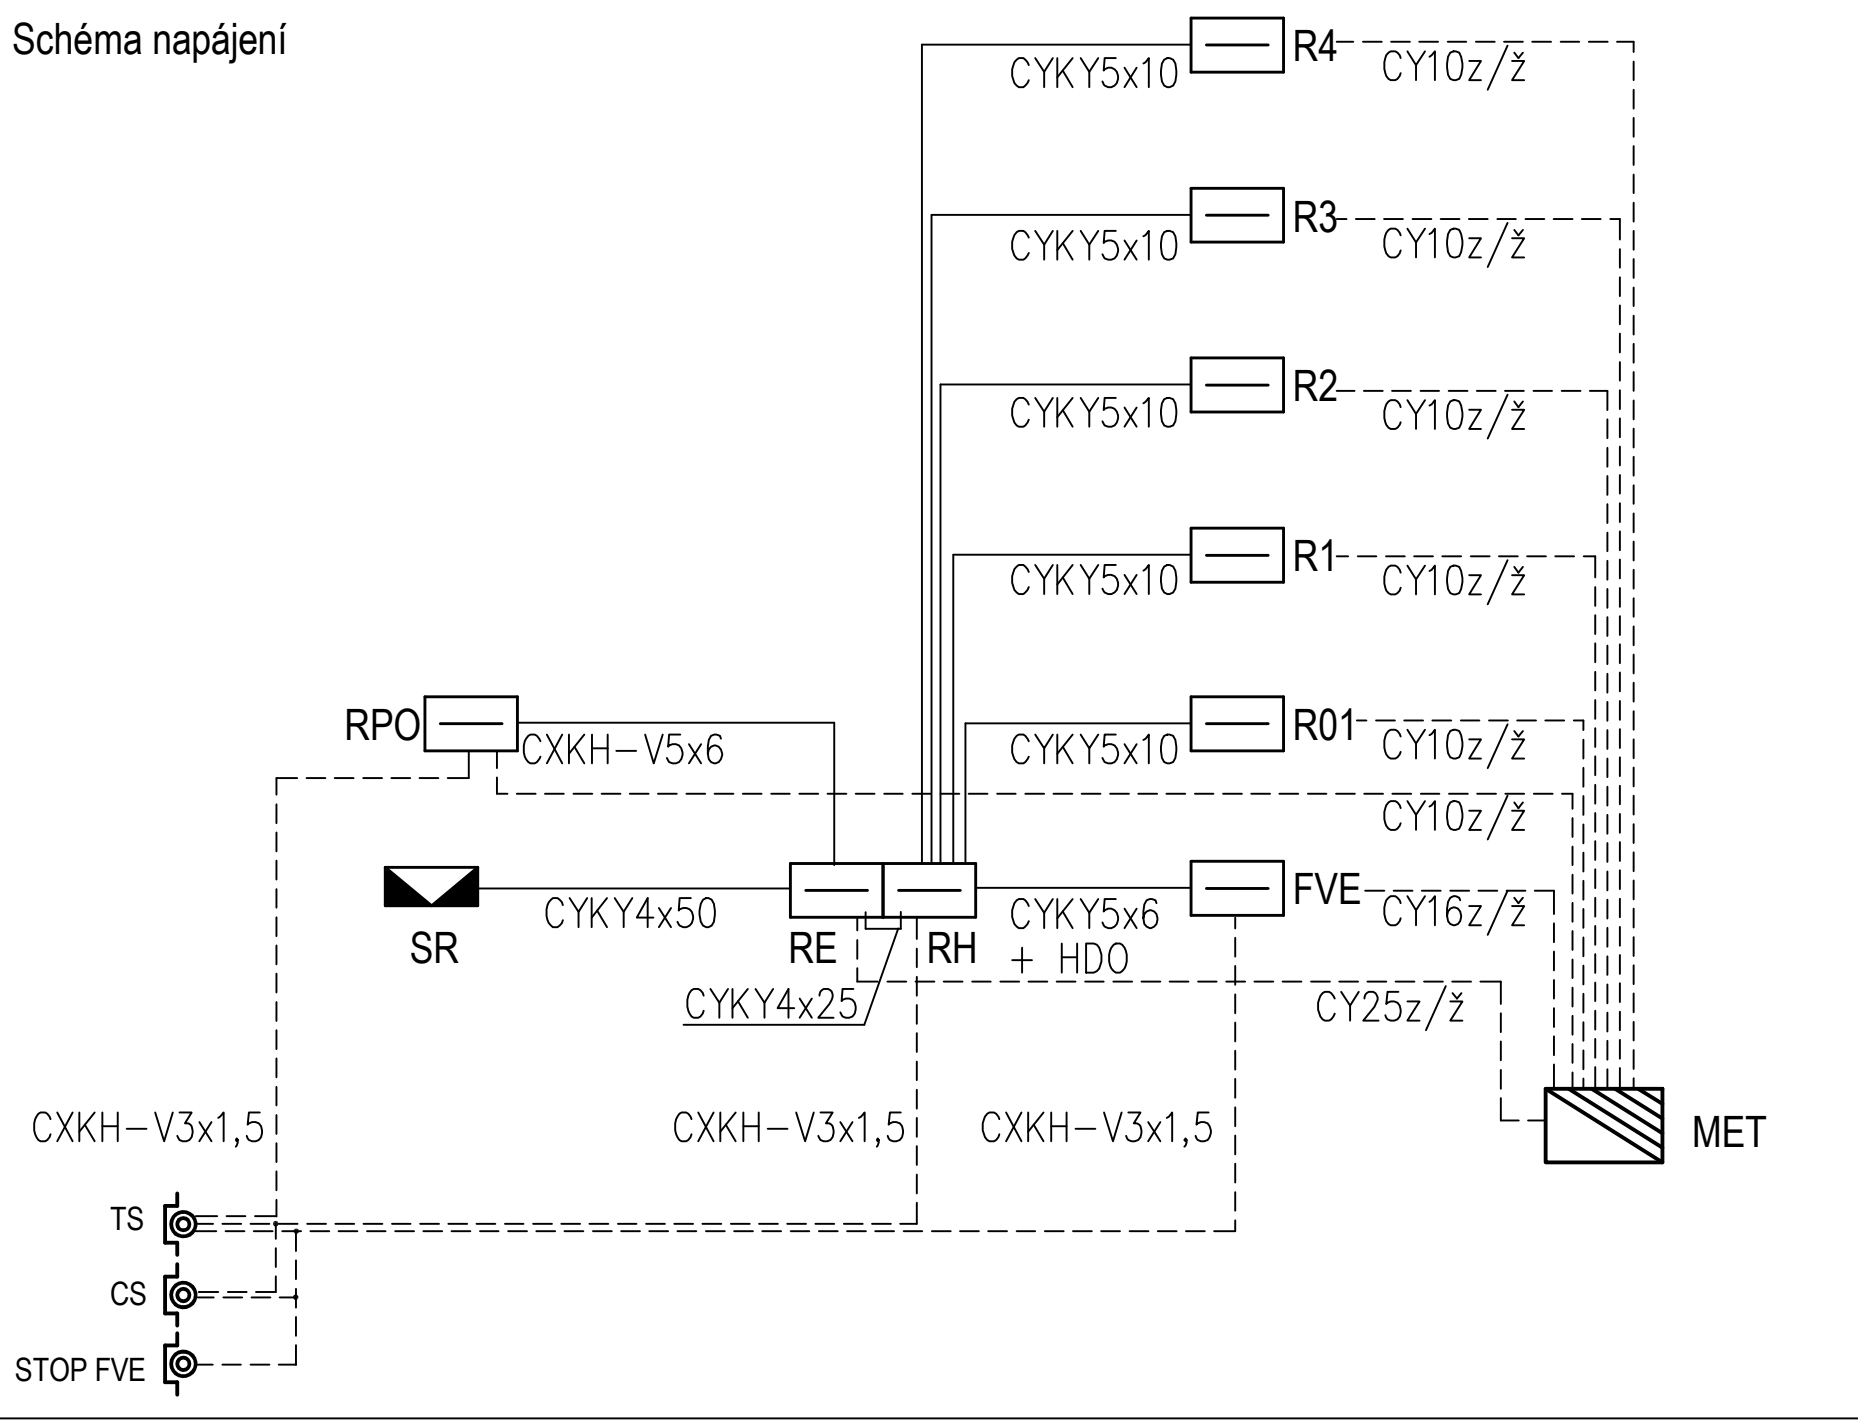 Schéma napájení
R4
CYKY5x10
CY10z/ž
R3
CYKY5x10
CY10z/ž
R2
CYKY5x10
CY10z/ž
R1
CYKY5x10
CY10z/ž
RPO
CXKH-V5x6
R01
CYKY5x10
CY10z/ž
CY10z/ž
FVE
CYKY4x50
CYKY5x6
+ HDO
CY16z/ž
SR
RE
RH
CYKY4x25
CY25z/ž
CXKH-V3x1,5
CXKH-V3x1,5
CXKH-V3x1,5
MET
TS
CS
STOP FVE